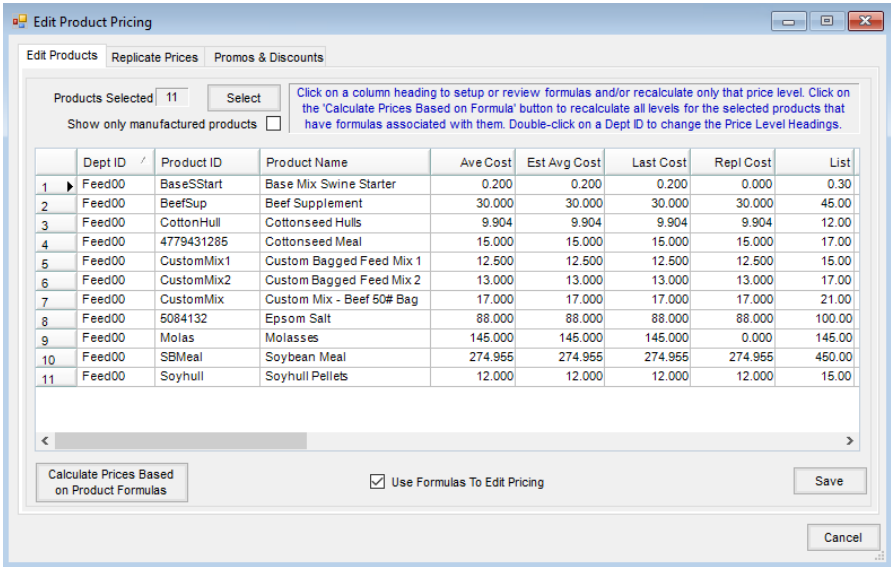 Edit Product Pricing
Edit Products Replicate Prices Promos & Discounts
Products Selected 11 Select
Show only manufactured products
Click on a column heading to setup or review formulas and/or recalculate only that price level. Click on
the 'Calculate Prices Based on Formula' button to recalculate all levels for the selected products that
have formulas associated with them. Double-click on a Dept ID to change the Price Level Headings.
Dept ID Product ID Product Name Ave Cost Est Avg Cost Last Cost Repl Cost List
1 Feed00 BaseSStart Base Mix Swine Starter 0.200 0.200 0.200 0.000 0.30
2 Feed00 BeefSup Beef Supplement 30.000 30.000 30.000 30.000 45.00
3 Feed00 CottonHull Cottonseed Hulls 9.904 9.904 9.904 9.904 12.00
4 Feed00 4779431285 Cottonseed Meal 15.000 15.000 15.000 15.000 17.00
5 Feed00 CustomMix1 Custom Bagged Feed Mix 1 12.500 12.500 12.500 12.500 15.00
6 Feed00 CustomMix2 Custom Bagged Feed Mix 2 13.000 13.000 13.000 13.000 17.00
7 Feed00 CustomMix Custom Mix - Beef 50# Bag 17.000 17.000 17.000 17.000 21.00
8 Feed00 5084132 Epsom Salt 88.000 88.000 88.000 88.000 100.00
9 Feed00 Molas Molasses 145.000 145.000 145.000 0.000 145.00
10 Feed00 SBMeal Soybean Meal 274.955 274.955 274.955 274.955 450.00
11 Feed00 Soyhull Soyhull Pellets 12.000 12.000 12.000 12.000 15.00
Calculate Prices Based
on Product Formulas
Use Formulas To Edit Pricing
Save
Cancel